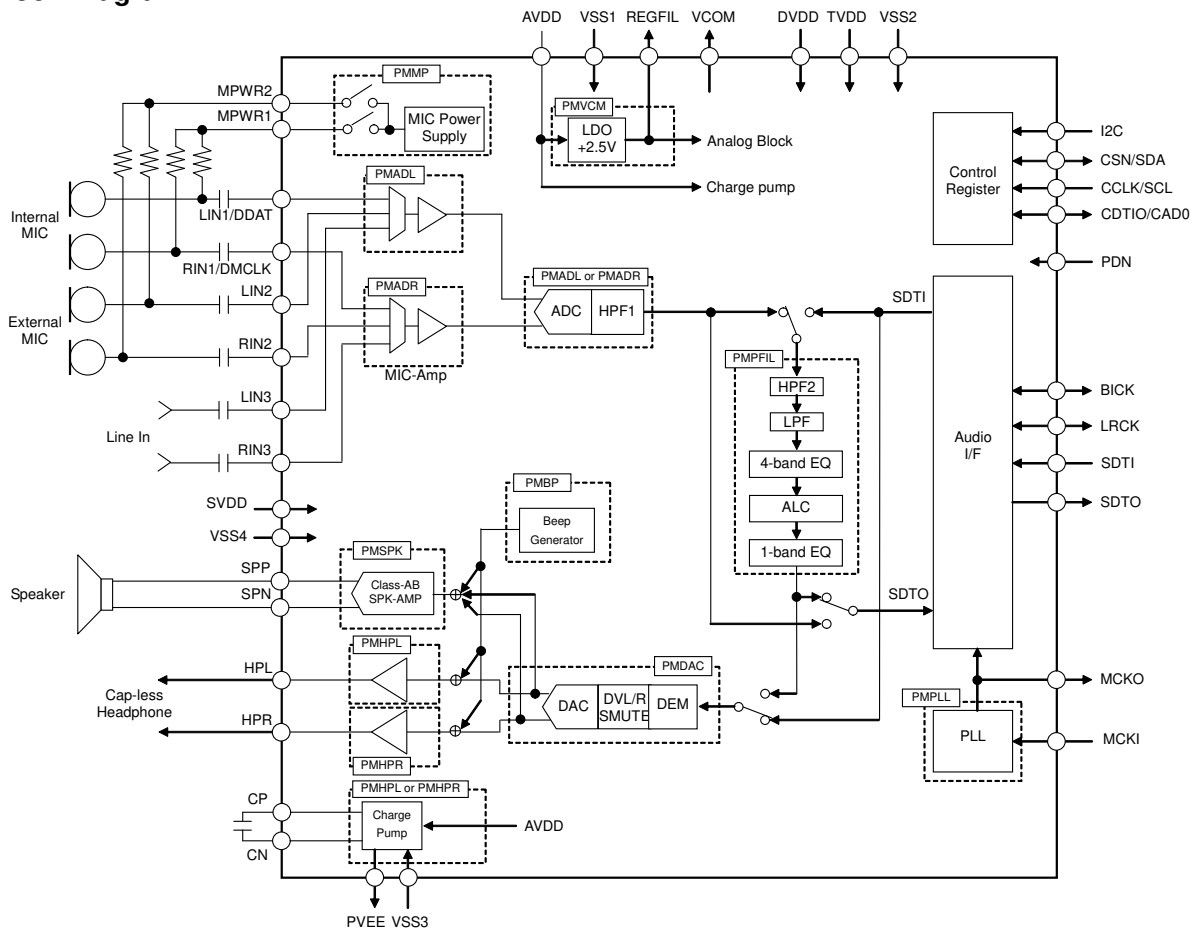 AVDD VSS1 REGFIL VCOM DVDD TVDD VSS2
PMMP
MPWR2
MPWR1
MIC Power
Supply
PMVCM
LDO
+2.5V
Analog Block
Charge pump
Control
Register
I2C
CSN/SDA
CCLK/SCL
CDTIO/CAD0
PDN
Internal
MIC
LIN1/DDAT
RIN1/DMCLK
External
MIC
LIN2
RIN2
PMADL
PMADR
MIC-Amp
PMADL or PMADR
ADC
HPF1
SDTI
Line In
LIN3
RIN3
PMPFIL
HPF2
LPF
4-band EQ
ALC
1-band EQ
Audio
I/F
BICK
LRCK
SDTI
SDTO
SVDD
VSS4
PMBP
Beep
Generator
Speaker
SPP
SPN
PMSPK
Class-AB
SPK-AMP
SDTO
HPL
Cap-less
Headphone
HPR
PMHPL
PMHPR
PMDAC
DAC
DVL/R
SMUTE
DEM
PMPLL
PLL
MCKO
MCKI
PMHPL or PMHPR
CP
CN
Charge
Pump
AVDD
PVEE VSS3